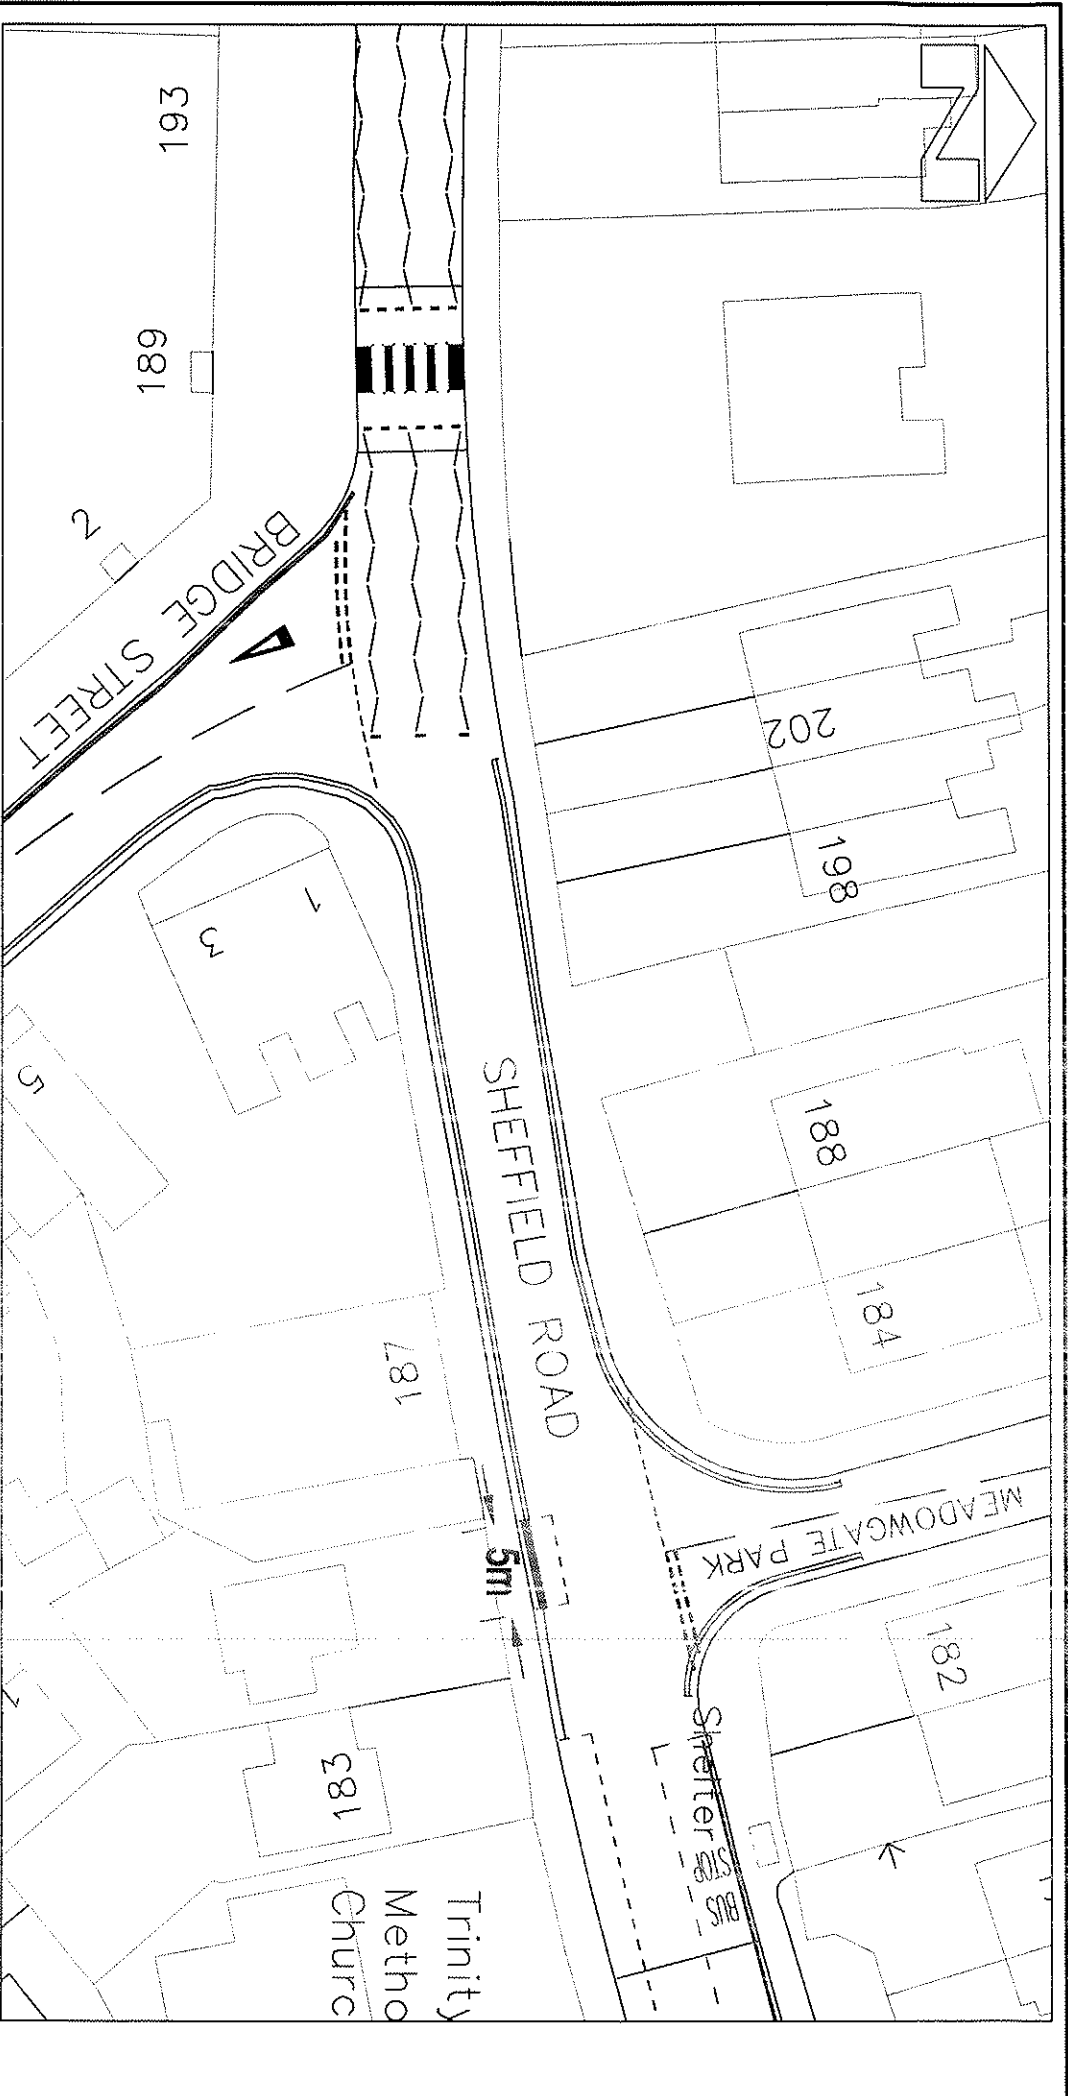 N
193
189
2
BRIDGE STREET
202
198
1
3
5
SHEFFIELD ROAD
188
184
187
5m
MEADOWGATE PARK
182
Shelter
BUS
STOP
183
Trinity
Metho
Churc